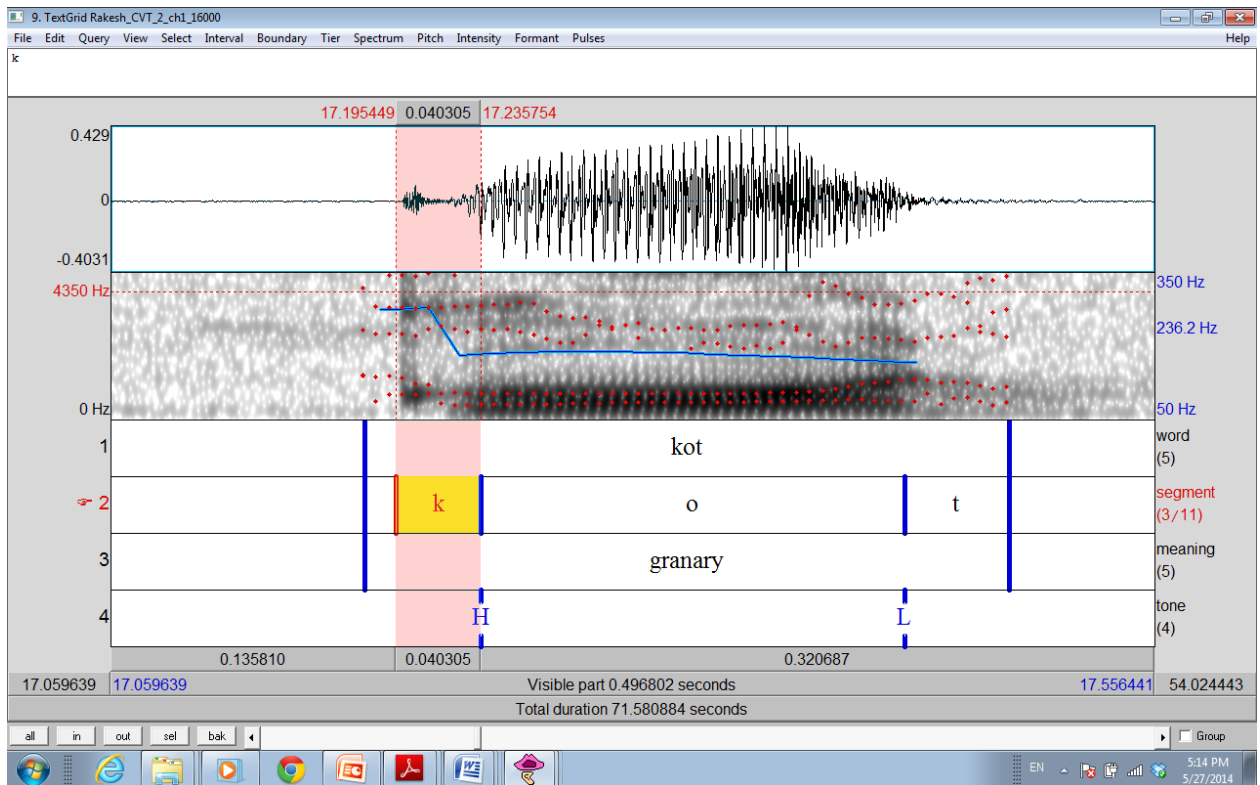 9. TextGrid Rakesh_CVT_2_ch1_16000
File Edit Query View Select Interval Boundary Tier Spectrum Pitch Intensity Formant Pulses Help
k
17.195449 0.040305 17.235754
0.429
0
-0.4031
4350 Hz 350 Hz
236.2 Hz
0 Hz 50 Hz
1 kot word (5)
2 k o t segment (3/11)
3 granary meaning (5)
4 H L tone (4)
0.135810 0.040305 0.320687
17.059639 17.059639 Visible part 0.496802 seconds 17.556441 54.024443
Total duration 71.580884 seconds
all in out sel bak Group
EN 5:14 PM
5/27/2014